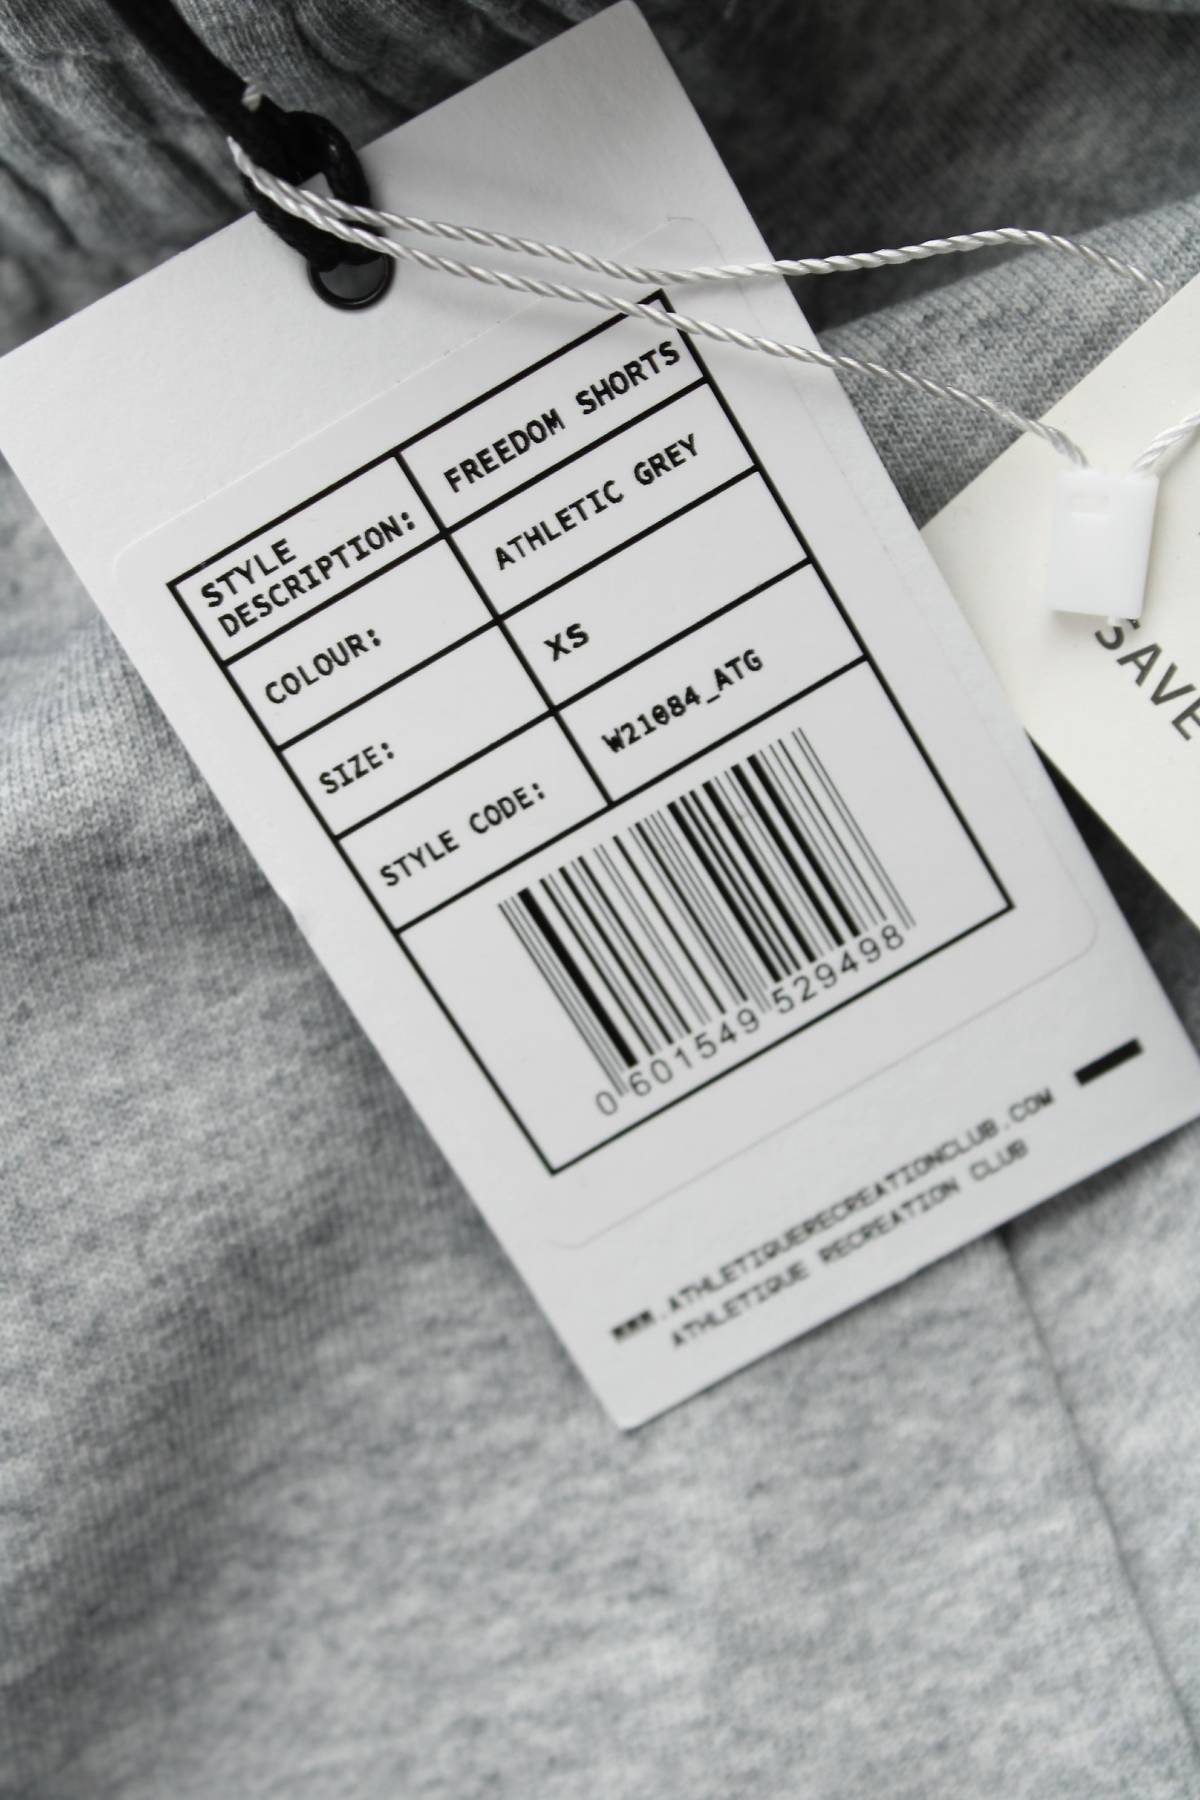 STYLE
DESCRIPTION:
FREEDOM SHORTS
COLOUR:
ATHLETIC GREY
SIZE:
XS
STYLE CODE:
W21084_ATG
0 601549 529498
WWW.ATHLETIQUERECREATIONCLUB.COM
ATHLETIQUE RECREATION CLUB
SAVE